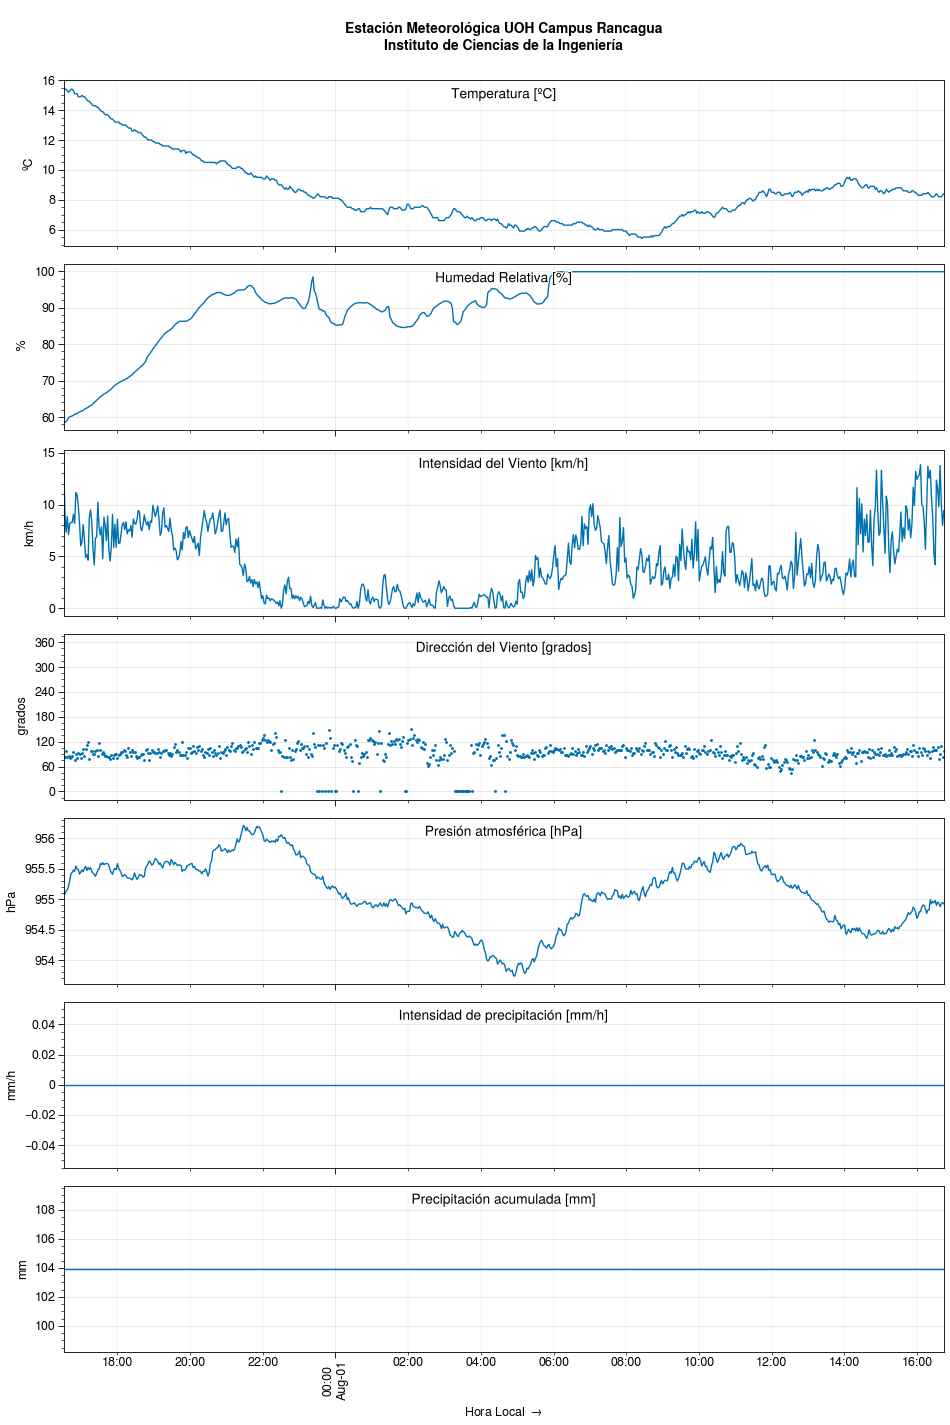 Estación Meteorológica UOH Campus Rancagua
Instituto de Ciencias de la Ingeniería
Temperatura [ºC]
ºC
16
14
12
10
8
6
Humedad Relativa [%]
%
100
90
80
70
60
Intensidad del Viento [km/h]
km/h
15
10
5
0
Dirección del Viento [grados]
grados
360
300
240
180
120
60
0
Presión atmosférica [hPa]
hPa
956
955.5
955
954.5
954
Intensidad de precipitación [mm/h]
mm/h
0.04
0.02
0
−0.02
−0.04
Precipitación acumulada [mm]
mm
108
106
104
102
100
18:00 20:00 22:00 00:00 02:00 04:00 06:00 08:00 10:00 12:00 14:00 16:00
Aug-01
Hora Local →